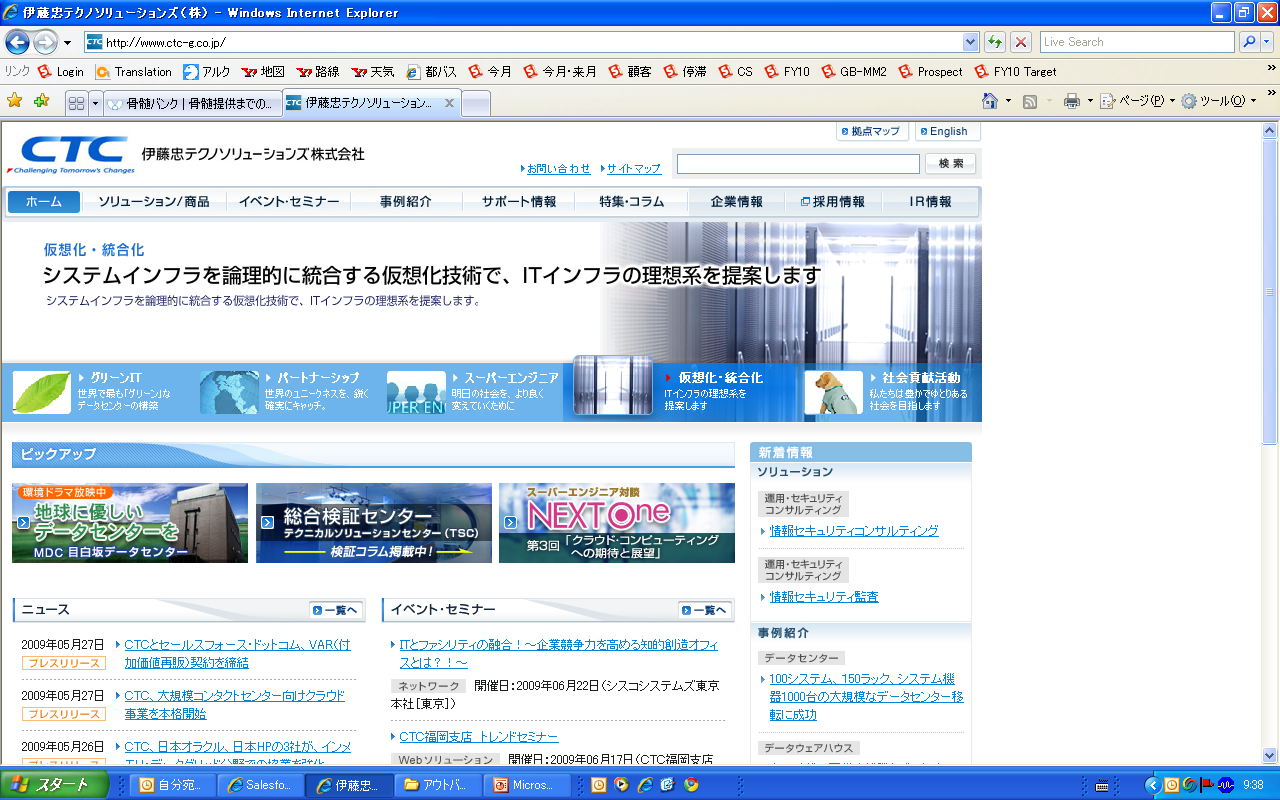 伊藤忠テクノソリューションズ(株) - Windows Internet Explorer
http://www.ctc-g.co.jp/
Live Search
リンク Login Translation アルク 地図 路線 天気 都バス 今月 今月・来月 顧客 停滞 CS FY10 GB-MM2 Prospect FY10 Target
骨髄バンク | 骨髄提供までの... 伊藤忠テクノソリューション... ページ(P) ツール(O)
拠点マップ English
CTC 伊藤忠テクノソリューションズ株式会社
Challenging Tomorrow's Changes
お問い合わせ サイトマップ 検索
ホーム ソリューション/商品 イベント・セミナー 事例紹介 サポート情報 特集・コラム 企業情報 採用情報 IR情報
仮想化・統合化
システムインフラを論理的に統合する仮想化技術で、ITインフラの理想系を提案します
システムインフラを論理的に統合する仮想化技術で、ITインフラの理想系を提案します。
グリーンIT
世界で最も「グリーン」な
データセンターの構築
パートナーシップ
世界のユニークネスを、鋭く
確実にキャッチ。
UPER EN
スーパーエンジニア
明日の社会を、より良く
変えていくために
仮想化・統合化
ITインフラの理想系を
提案します
社会貢献活動
私たちは豊かでゆとりある
社会を目指します
ピックアップ
環境ドラマ放映中
地球に優しい
データセンターを
MDC 目白坂データセンター
総合検証センター
テクニカルソリューションセンター(TSC)
検証コラム掲載中!
スーパーエンジニア対談
NEXT One
第3回「クラウド・コンピューティング
への期待と展望」
ニュース 一覧へ
2009年05月27日 CTCとセールスフォース・ドットコム、VAR(付
プレスリリース 加価値再販)契約を締結
2009年05月27日 CTC、大規模コンタクトセンター向けクラウド
プレスリリース 事業を本格開始
2009年05月26日 CTC、日本オラクル、日本HPの3社が、インメ
プレスリリース モリ・データグリッド分野での協業を強化
イベント・セミナー 一覧へ
ITとファシリティの融合!～企業競争力を高める知的創造オフィ
スとは?!～
ネットワーク 開催日:2009年06月22日(シスコシステムズ東京
本社[東京])
CTC福岡支店 トレンドセミナー
Webソリューション 開催日:2009年06月17日(CTC福岡支店
新着情報
ソリューション
運用・セキュリティ
コンサルティング
情報セキュリティコンサルティング
運用・セキュリティ
コンサルティング
情報セキュリティ監査
事例紹介
データセンター
100システム、150ラック、システム機
器1000台の大規模なデータセンター移
転に成功
データウェアハウス
スタート 自分宛... Salesfo... 伊藤忠... アウトバ... Micros... 9:38